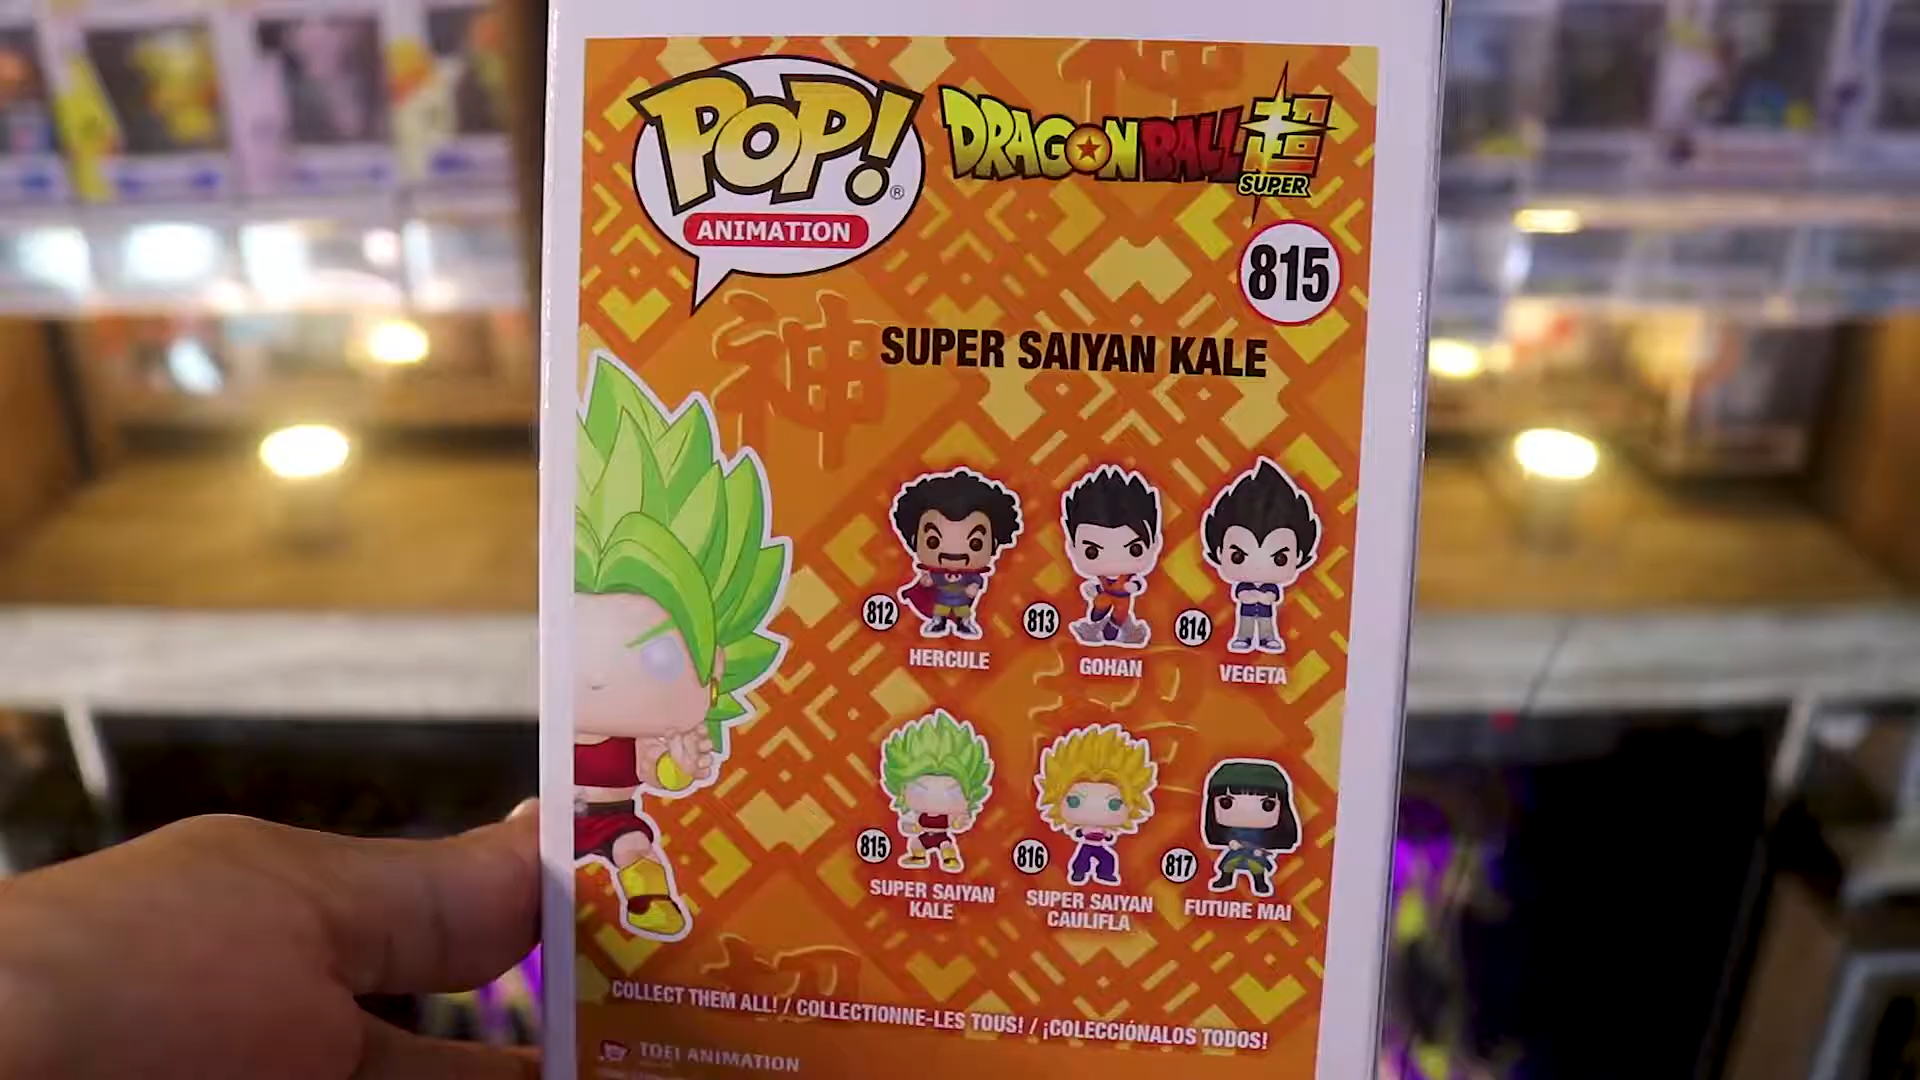 POP!®
ANIMATION
DRAGON BALL 超
SUPER
815
SUPER SAIYAN KALE
神
812 813 814
HERCULE GOHAN VEGETA
815 816 817
SUPER SAIYAN
KALE
SUPER SAIYAN
CAULIFLA
FUTURE MAI
COLLECT THEM ALL! / COLLECTIONNE-LES TOUS! / ¡COLECCIÓNALOS TODOS!
TOEI ANIMATION